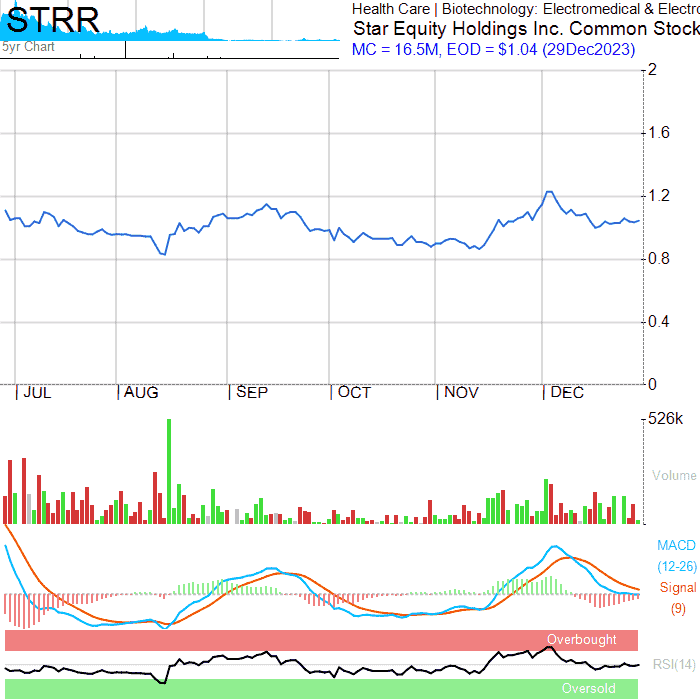 STRR
5yr Chart
Health Care | Biotechnology: Electromedical & Electro
Star Equity Holdings Inc. Common Stock
MC = 16.5M, EOD = $1.04 (29Dec2023)
2
1.6
1.2
0.8
0.4
0
JUL
AUG
SEP
OCT
NOV
DEC
526k
Volume
MACD
(12-26)
Signal
(9)
Overbought
RSI(14)
Oversold